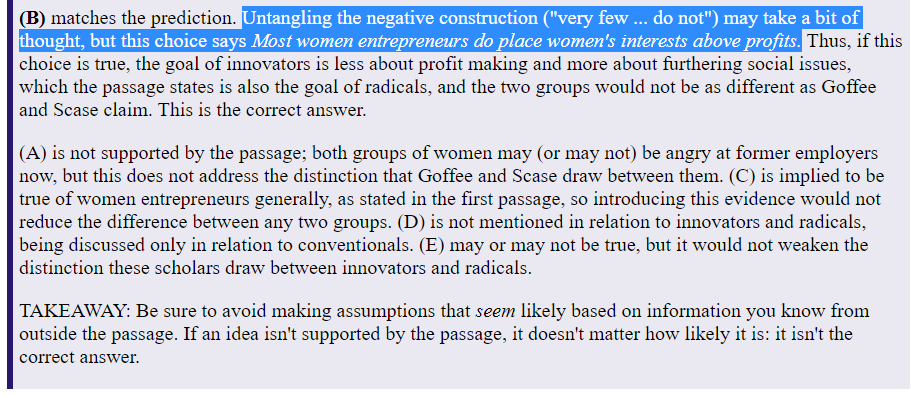 (B) matches the prediction. Untangling the negative construction ("very few ... do not") may take a bit of
thought, but this choice says Most women entrepreneurs do place women's interests above profits. Thus, if this
choice is true, the goal of innovators is less about profit making and more about furthering social issues,
which the passage states is also the goal of radicals, and the two groups would not be as different as Goffee
and Scase claim. This is the correct answer.
(A) is not supported by the passage; both groups of women may (or may not) be angry at former employers
now, but this does not address the distinction that Goffee and Scase draw between them. (C) is implied to be
true of women entrepreneurs generally, as stated in the first passage, so introducing this evidence would not
reduce the difference between any two groups. (D) is not mentioned in relation to innovators and radicals,
being discussed only in relation to conventionals. (E) may or may not be true, but it would not weaken the
distinction these scholars draw between innovators and radicals.
TAKEAWAY: Be sure to avoid making assumptions that seem likely based on information you know from
outside the passage. If an idea isn't supported by the passage, it doesn't matter how likely it is: it isn't the
correct answer.